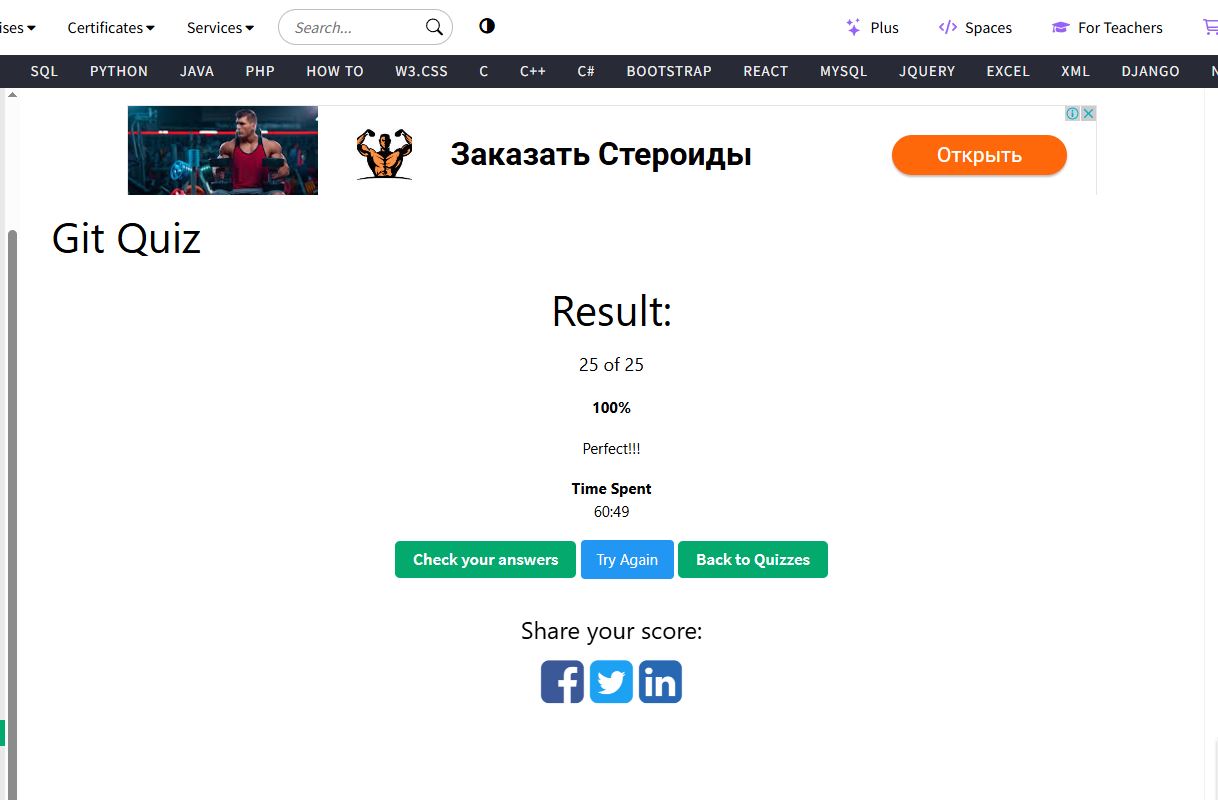 ises Certificates Services Search... Plus Spaces For Teachers
SQL PYTHON JAVA PHP HOW TO W3.CSS C C++ C# BOOTSTRAP REACT MYSQL JQUERY EXCEL XML DJANGO N
Заказать Стероиды Открыть
Git Quiz
Result:
25 of 25
100%
Perfect!!!
Time Spent
60:49
Check your answers Try Again Back to Quizzes
Share your score: